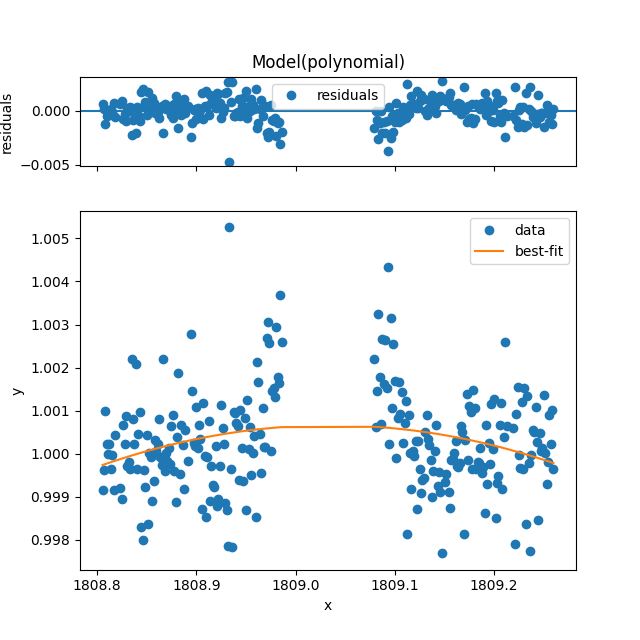 Model(polynomial)
residuals
0.000
−0.005
residuals
1.005
1.004
1.003
1.002
1.001
1.000
0.999
0.998
y
data
best-fit
1808.8 1808.9 1809.0 1809.1 1809.2
x